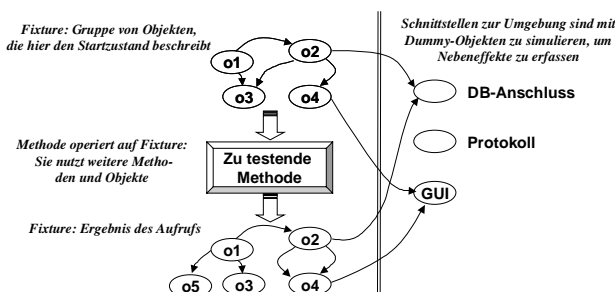 Fixture: Gruppe von Objekten,
die hier den Startzustand beschreibt
Schnittstellen zur Umgebung sind mit
Dummy-Objekten zu simulieren, um
Nebeneffekte zu erfassen
o1
o2
o3
o4
DB-Anschluss
Protokoll
GUI
Methode operiert auf Fixture:
Sie nutzt weitere Metho-
den und Objekte
Zu testende
Methode
Fixture: Ergebnis des Aufrufs
o1
o2
o5
o3
o4